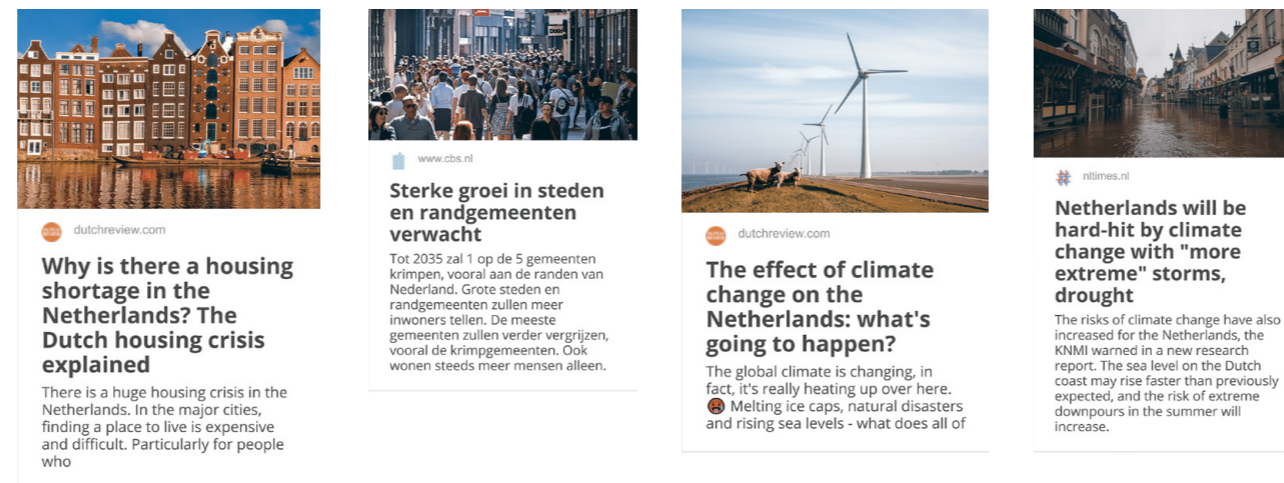 dutchreview.com
Why is there a housing
shortage in the
Netherlands? The
Dutch housing crisis
explained
There is a huge housing crisis in the
Netherlands. In the major cities,
finding a place to live is expensive
and difficult. Particularly for people
who
www.cbs.nl
Sterke groei in steden
en randgemeenten
verwacht
Tot 2035 zal 1 op de 5 gemeenten
krimpen, vooral aan de randen van
Nederland. Grote steden en
randgemeenten zullen meer
inwoners tellen. De meeste
gemeenten zullen verder vergrijzen,
vooral de krimpgemeenten. Ook
wonen steeds meer mensen alleen.
dutchreview.com
The effect of climate
change on the
Netherlands: what's
going to happen?
The global climate is changing, in
fact, it's really heating up over here.
🥵 Melting ice caps, natural disasters
and rising sea levels - what does all of
nltimes.nl
Netherlands will be
hard-hit by climate
change with "more
extreme" storms,
drought
The risks of climate change have also
increased for the Netherlands, the
KNMI warned in a new research
report. The sea level on the Dutch
coast may rise faster than previously
expected, and the risk of extreme
downpours in the summer will
increase.